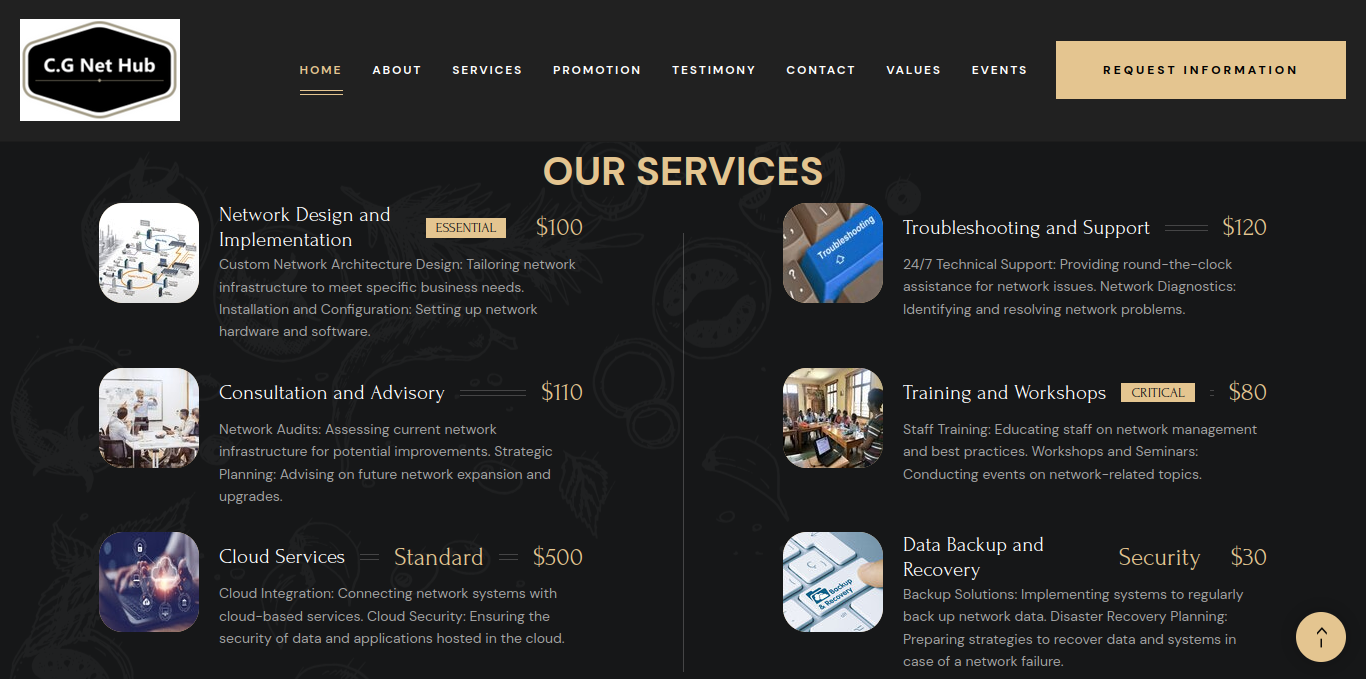 C.G Net Hub
HOME
ABOUT
SERVICES
PROMOTION
TESTIMONY
CONTACT
VALUES
EVENTS
REQUEST INFORMATION
OUR SERVICES
Network Design and
Implementation
ESSENTIAL
$100
Custom Network Architecture Design: Tailoring network
infrastructure to meet specific business needs.
Installation and Configuration: Setting up network
hardware and software.
Consultation and Advisory
$110
Network Audits: Assessing current network
infrastructure for potential improvements. Strategic
Planning: Advising on future network expansion and
upgrades.
Cloud Services
Standard
$500
Cloud Integration: Connecting network systems with
cloud-based services. Cloud Security: Ensuring the
security of data and applications hosted in the cloud.
Troubleshooting
Troubleshooting and Support
$120
24/7 Technical Support: Providing round-the-clock
assistance for network issues. Network Diagnostics:
Identifying and resolving network problems.
Training and Workshops
CRITICAL
$80
Staff Training: Educating staff on network management
and best practices. Workshops and Seminars:
Conducting events on network-related topics.
Backup
& Recovery
Data Backup and
Recovery
Security
$30
Backup Solutions: Implementing systems to regularly
back up network data. Disaster Recovery Planning:
Preparing strategies to recover data and systems in
case of a network failure.